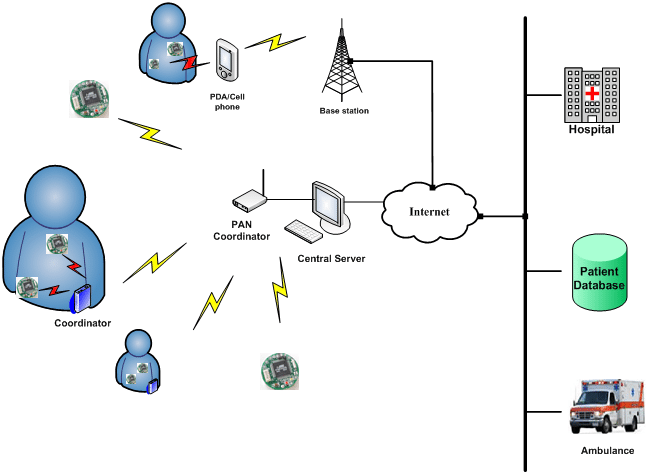 PDA/Cell
phone
Base station
Hospital
PAN
Coordinator
Internet
Central Server
Patient
Database
Coordinator
Ambulance